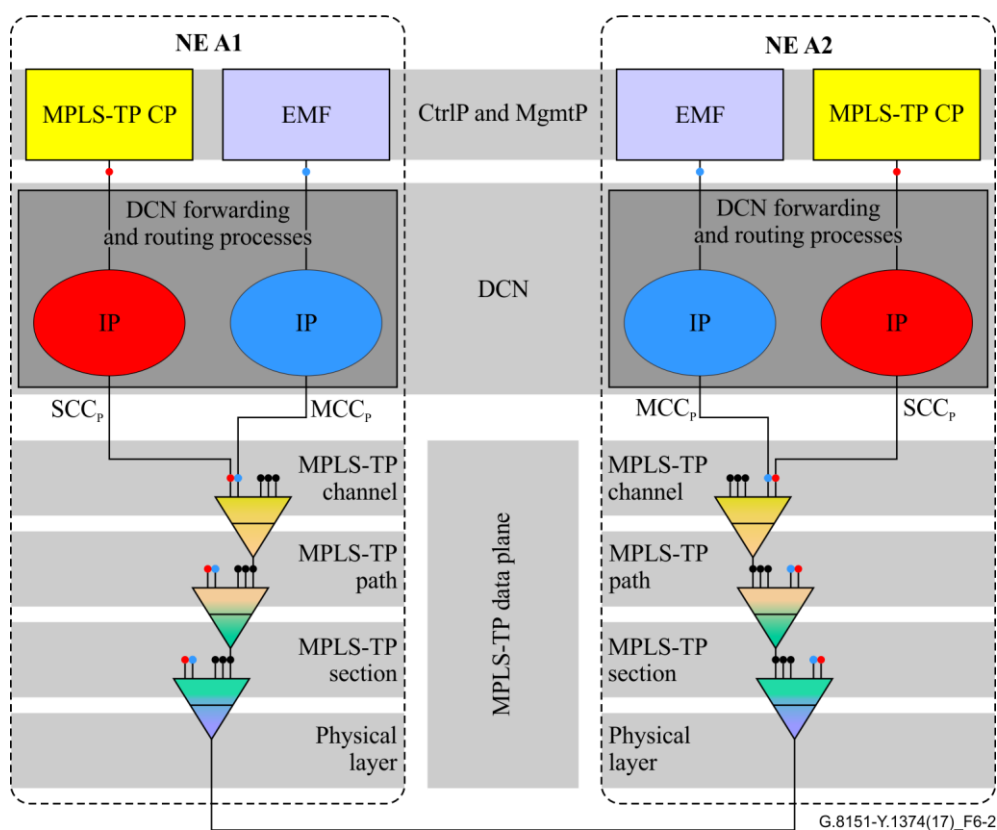 NE A1
NE A2
MPLS-TP CP
EMF
CtrlP and MgmtP
EMF
MPLS-TP CP
DCN forwarding
and routing processes
DCN
DCN forwarding
and routing processes
IP
IP
IP
IP
SCCP
MCCP
MCCP
SCCP
MPLS-TP
channel
MPLS-TP
path
MPLS-TP
section
Physical
layer
MPLS-TP data plane
MPLS-TP
channel
MPLS-TP
path
MPLS-TP
section
Physical
layer
G.8151-Y.1374(17)_F6-2